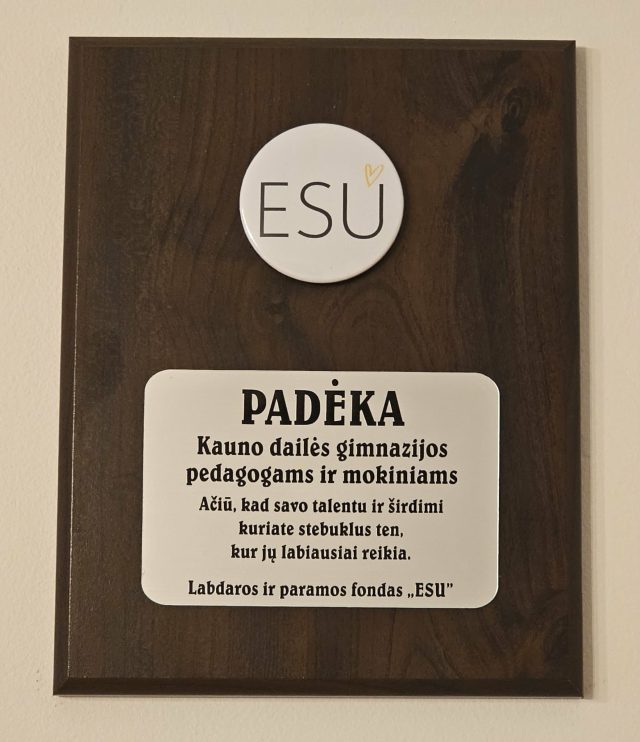 ESU
PADĖKA
Kauno dailės gimnazijos
pedagogams ir mokiniams
Ačiū, kad savo talentu ir širdimi
kuriate stebuklus ten,
kur jų labiausiai reikia.
Labdaros ir paramos fondas „ESU”